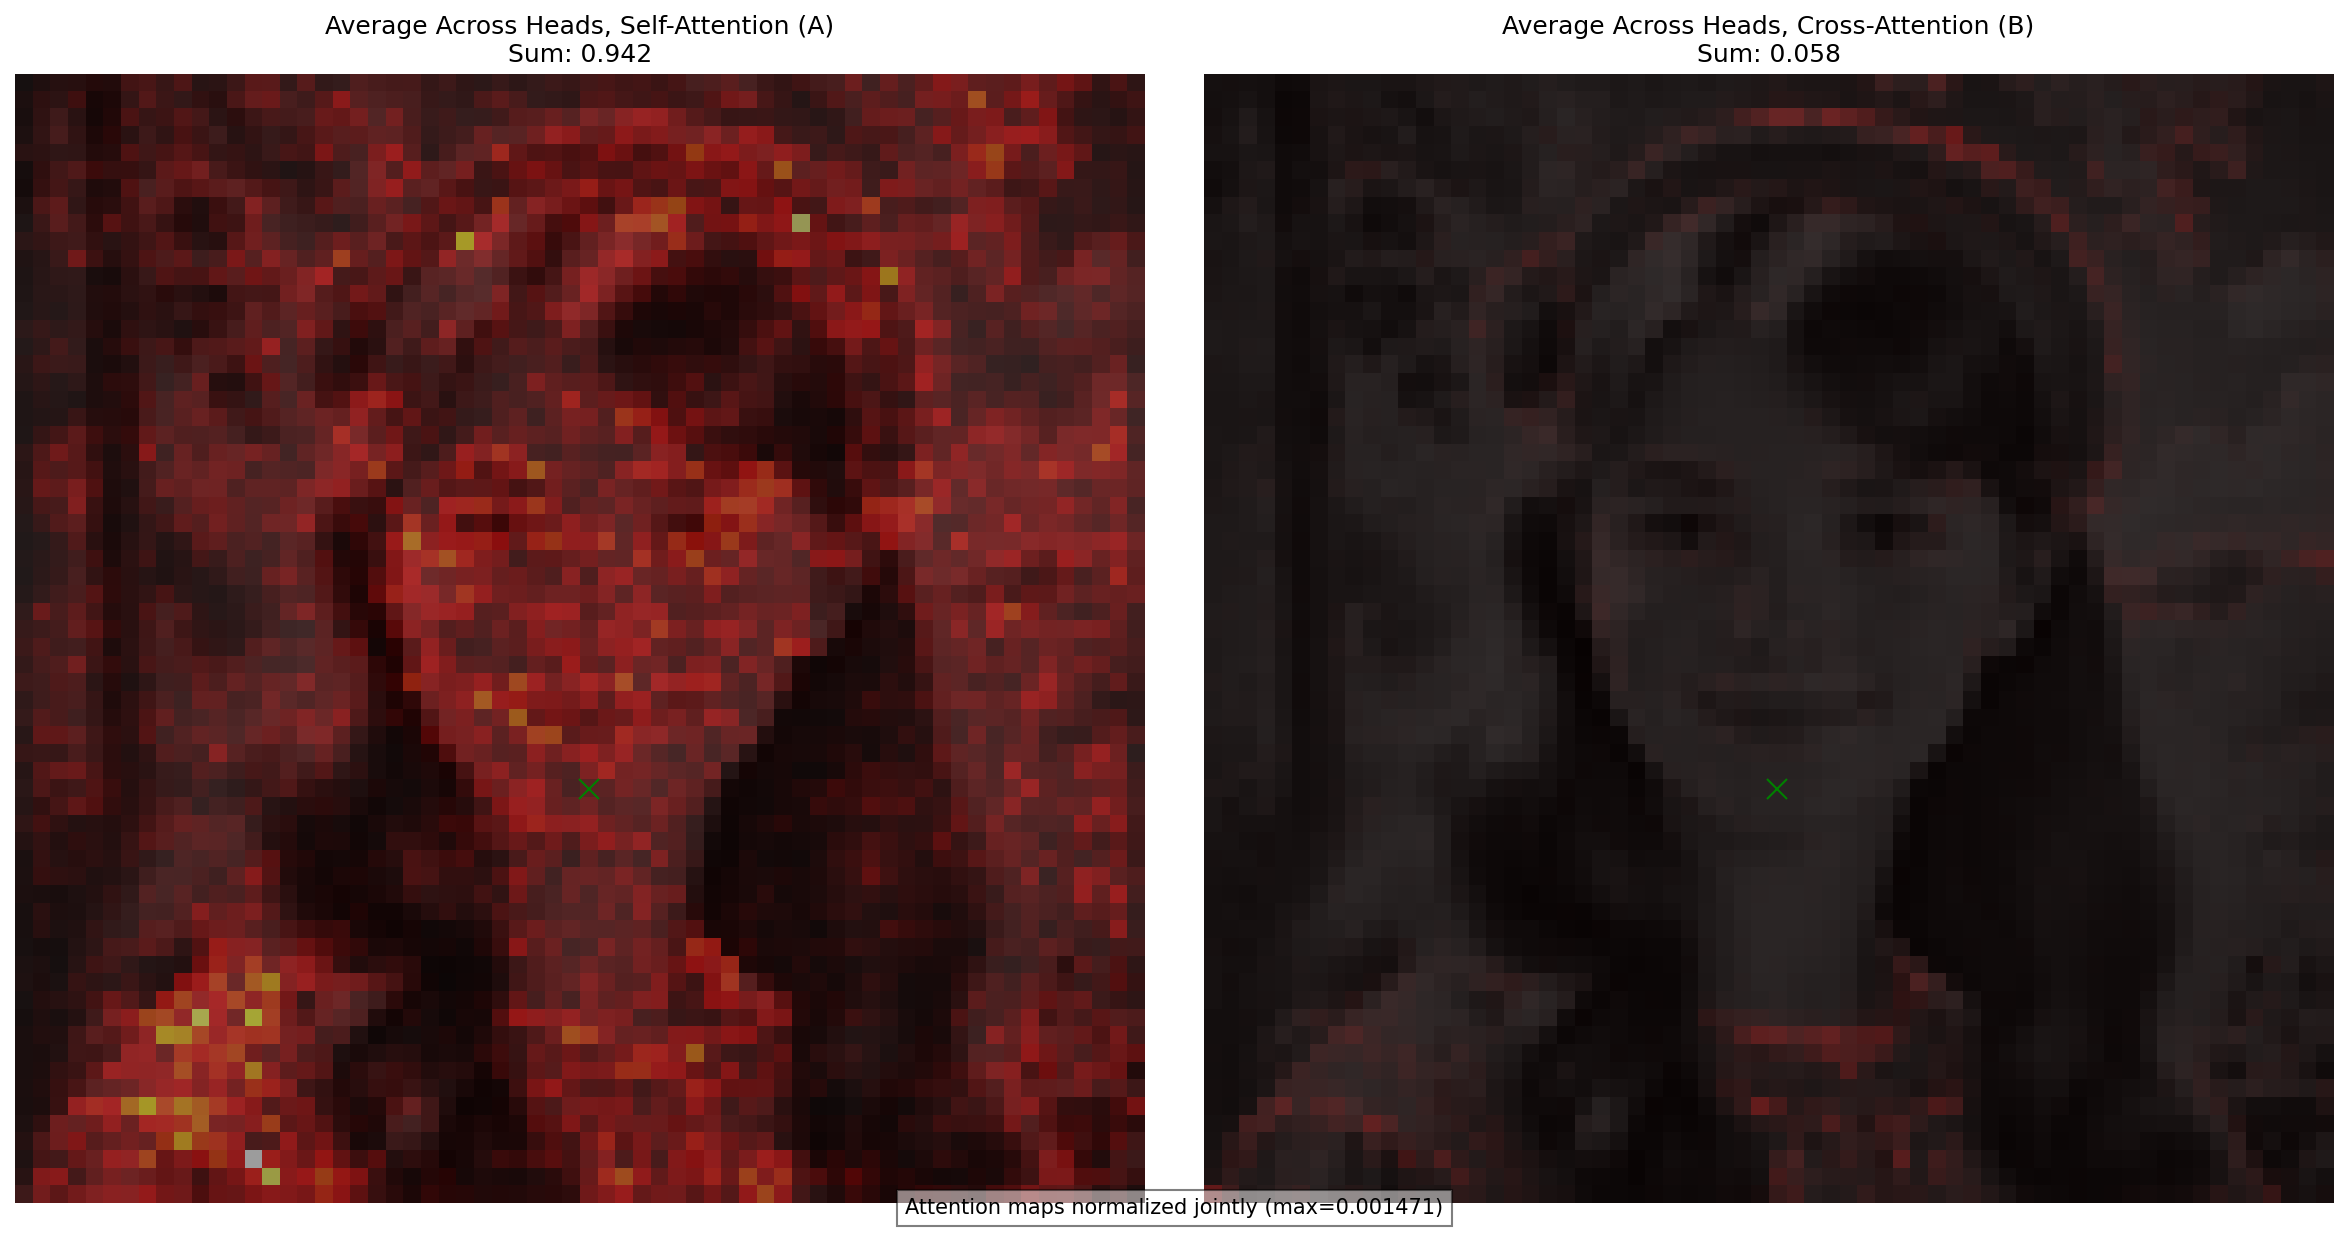 Average Across Heads, Self-Attention (A)
Sum: 0.942
Average Across Heads, Cross-Attention (B)
Sum: 0.058
Attention maps normalized jointly (max=0.001471)